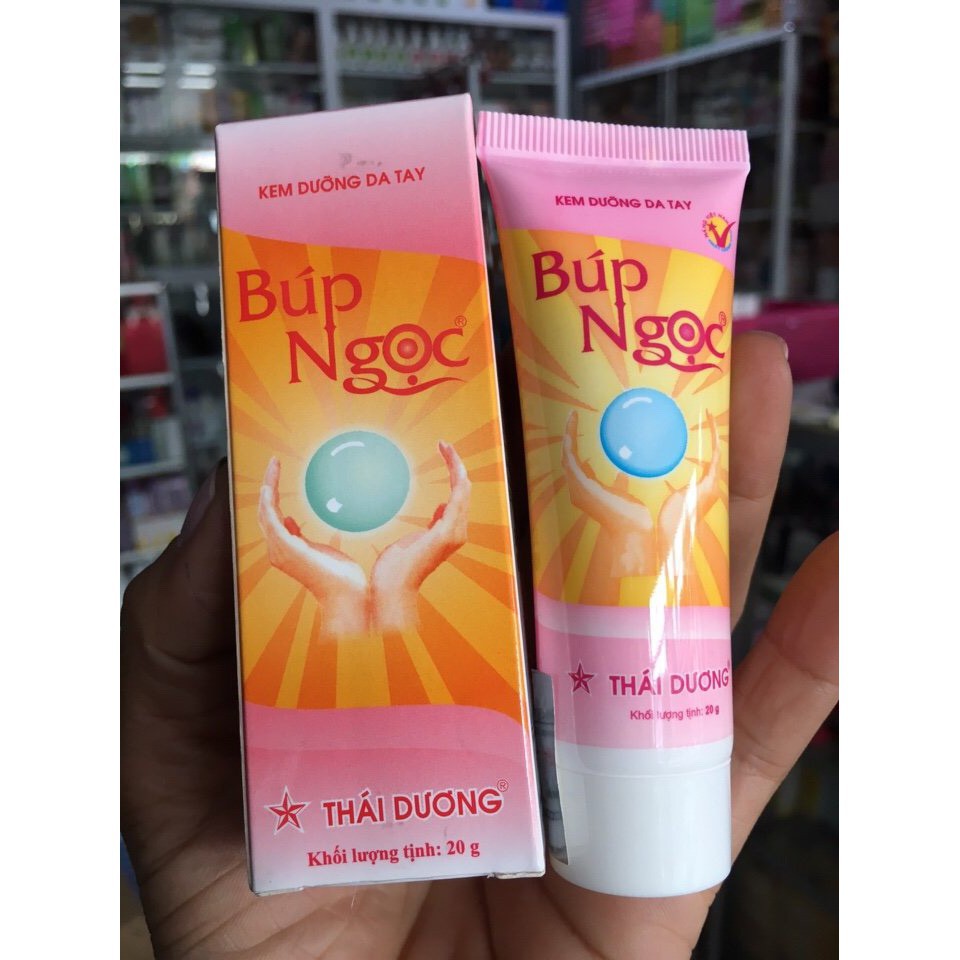 KEM DƯỠNG DA TAY
Búp
Ngọc®
THÁI DƯƠNG®
Khối lượng tịnh: 20 g
KEM DƯỠNG DA TAY
Búp
Ngọc®
THÁI DƯƠNG®
Khối lượng tịnh: 20 g